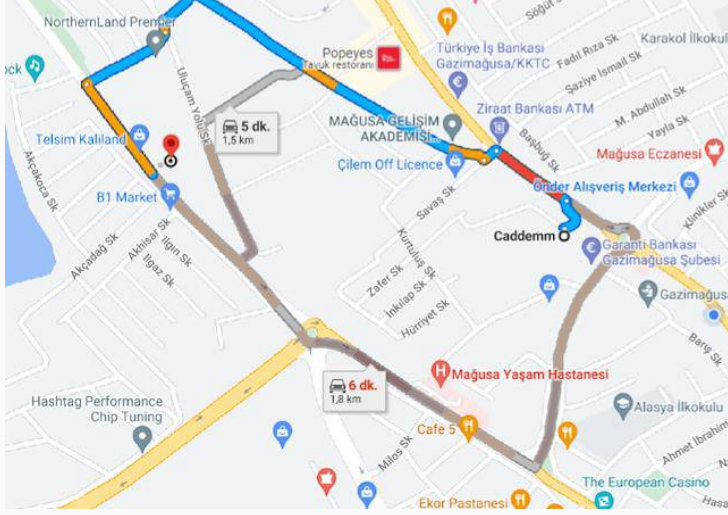 Söğüt S
NorthernLand Premier
Karakol İlkokulu
Türkiye İş Bankası
Gazimağusa/KKTC
Fadıl Rıza Sk
Popeyes
Tavuk restoranı
ock
Şaziye İsmail Sk
Uluçam Yolu Sk
Ziraat Bankası ATM
M. Abdullah Sk
MAĞUSA GELİŞİM
AKADEMİSİ...
5 dk.
1,5 km
Yayla Sk
Telsim Kaliland
Başbuğ Sk
Mağusa Eczanesi
Çilem Off Licence
Akçakoca Sk
B1 Market
Önder Alışveriş Merkezi
Savaş Sk
Klinikler Sk
Caddemm
Akhisar Sk
Ilgın Sk
Kurtuluş Sk
Garanti Bankası
Gazimağusa Şubesi
Akçadağ Sk
Ilgaz Sk
Zafer Sk
İnkılap Sk
Gazimağus
Hürriyet Sk
Barış Sk
Mağusa Yaşam Hastanesi
6 dk.
1,8 km
Hashtag Performance
Chip Tuning
Alasya İlkokulu
Cafe 5
Ahmet İbrahim
Milos Sk
The European Casino
Ekor Pastanesi
Hasa